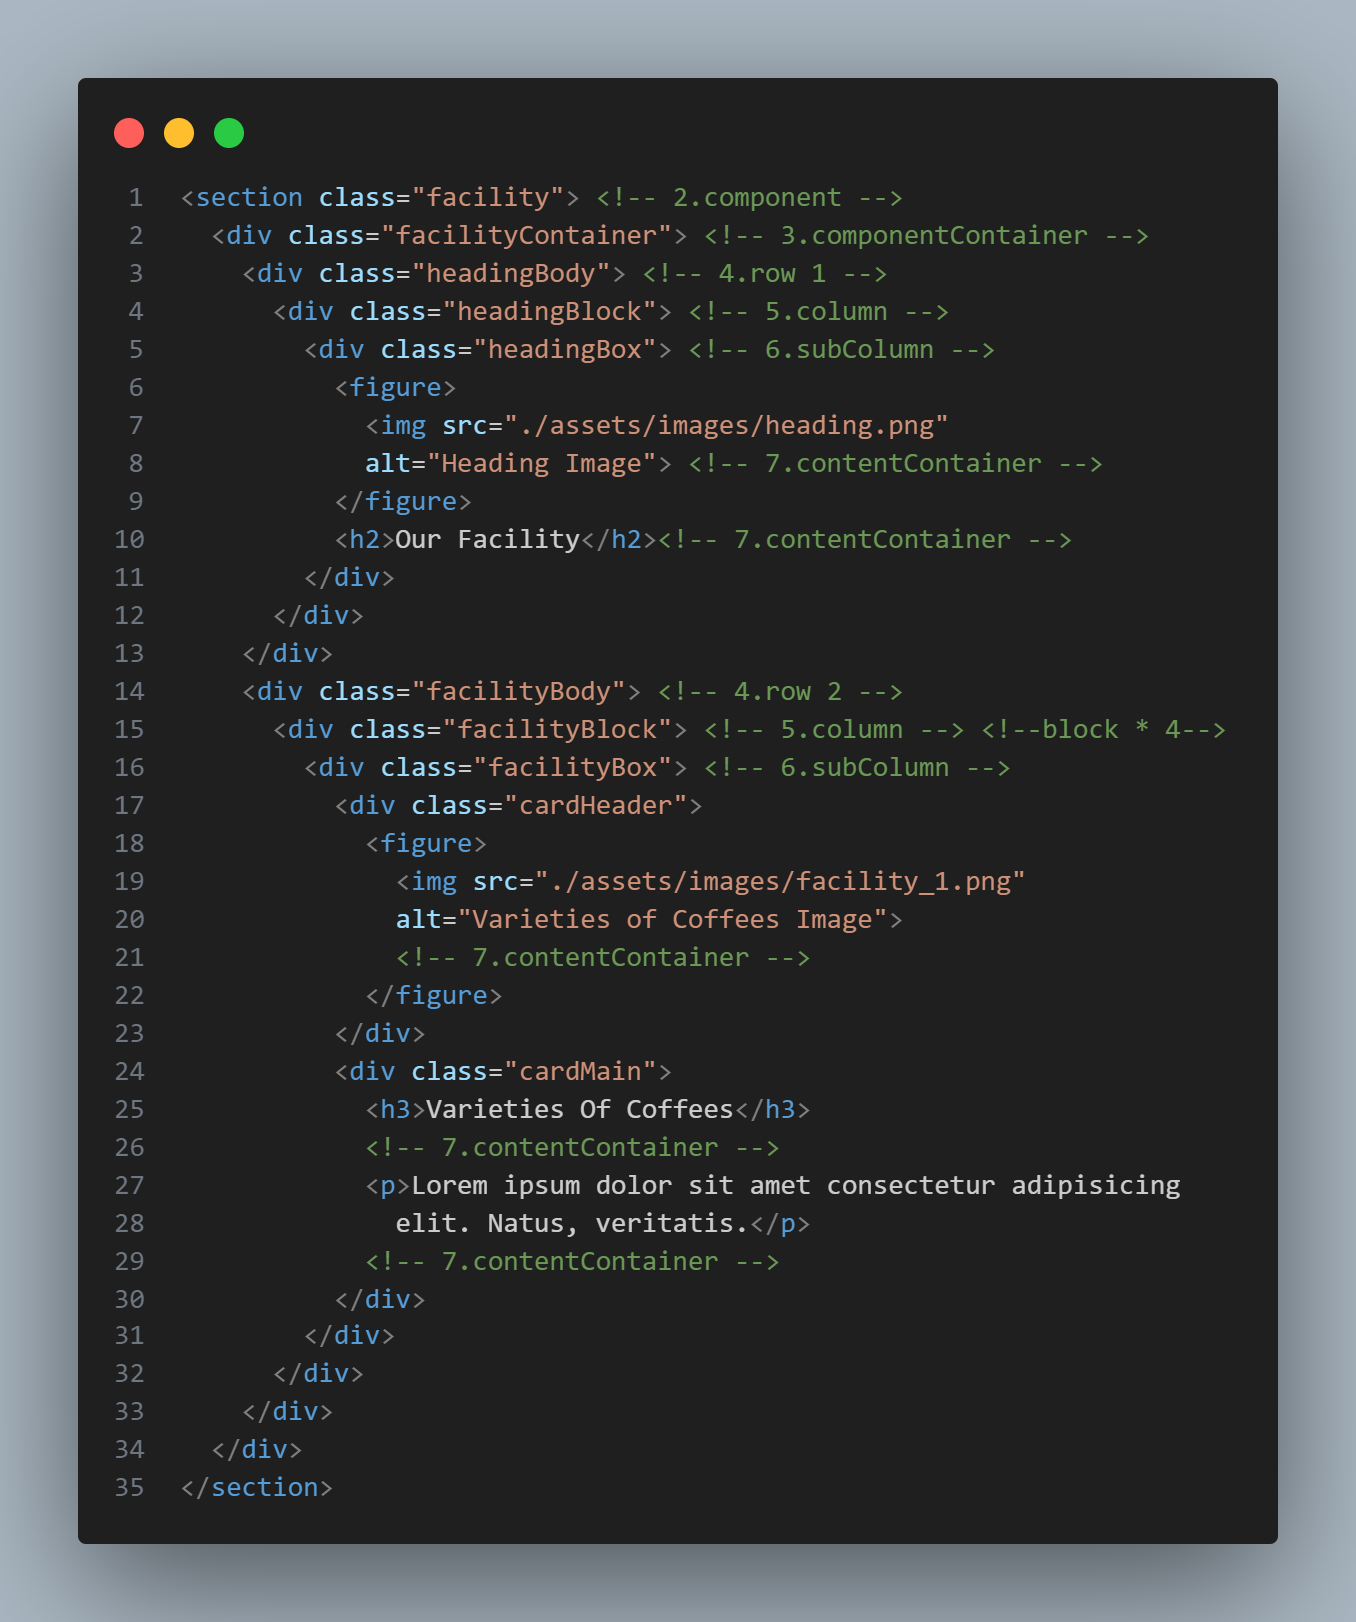 1 <section class="facility"> <!-- 2.component -->
2   <div class="facilityContainer"> <!-- 3.componentContainer -->
3     <div class="headingBody"> <!-- 4.row 1 -->
4       <div class="headingBlock"> <!-- 5.column -->
5         <div class="headingBox"> <!-- 6.subColumn -->
6           <figure>
7             <img src="./assets/images/heading.png"
8             alt="Heading Image"> <!-- 7.contentContainer -->
9           </figure>
10           <h2>Our Facility</h2><!-- 7.contentContainer -->
11         </div>
12       </div>
13     </div>
14     <div class="facilityBody"> <!-- 4.row 2 -->
15       <div class="facilityBlock"> <!-- 5.column --> <!--block * 4-->
16         <div class="facilityBox"> <!-- 6.subColumn -->
17           <div class="cardHeader">
18             <figure>
19               <img src="./assets/images/facility_1.png"
20               alt="Varieties of Coffees Image">
21               <!-- 7.contentContainer -->
22             </figure>
23           </div>
24           <div class="cardMain">
25             <h3>Varieties Of Coffees</h3>
26             <!-- 7.contentContainer -->
27             <p>Lorem ipsum dolor sit amet consectetur adipisicing
28               elit. Natus, veritatis.</p>
29             <!-- 7.contentContainer -->
30           </div>
31         </div>
32       </div>
33     </div>
34   </div>
35 </section>